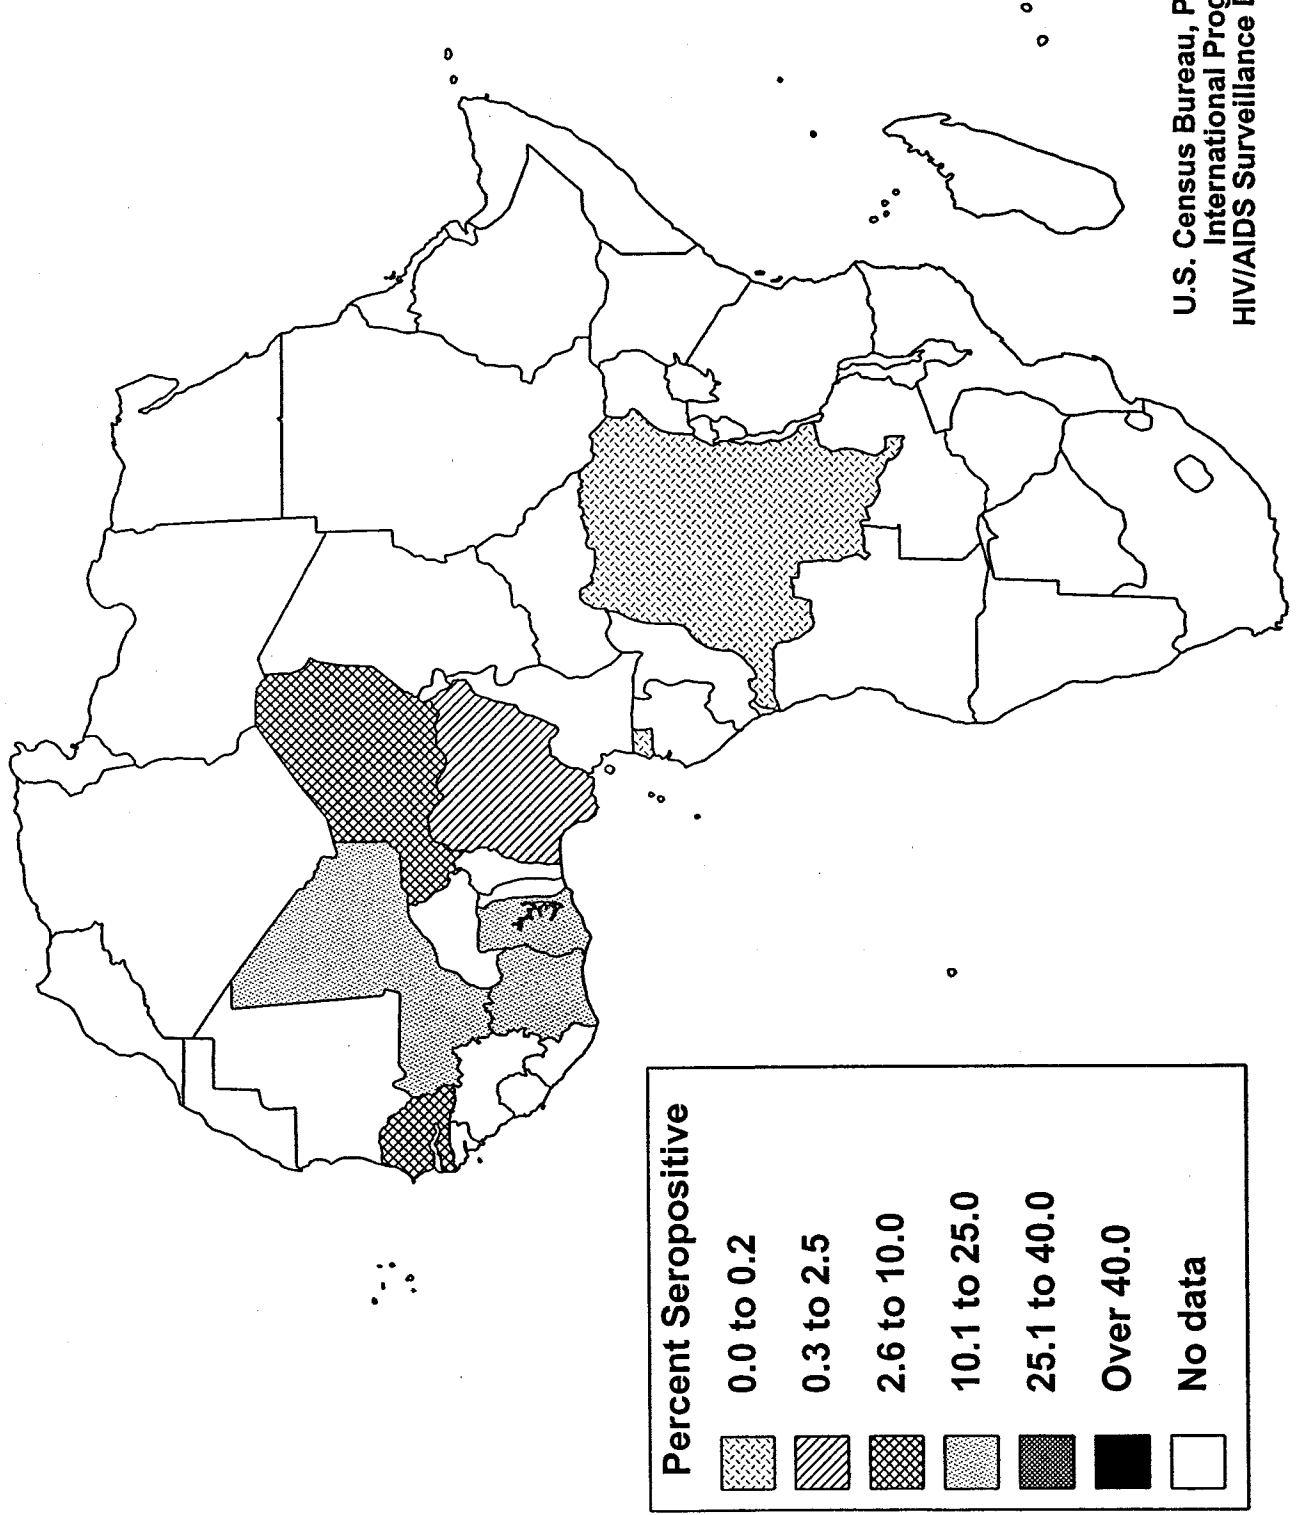 Percent Seropositive
0.0 to 0.2
0.3 to 2.5
2.6 to 10.0
10.1 to 25.0
25.1 to 40.0
Over 40.0
No data
U.S. Census Bureau, P
International Prog
HIV/AIDS Surveillance